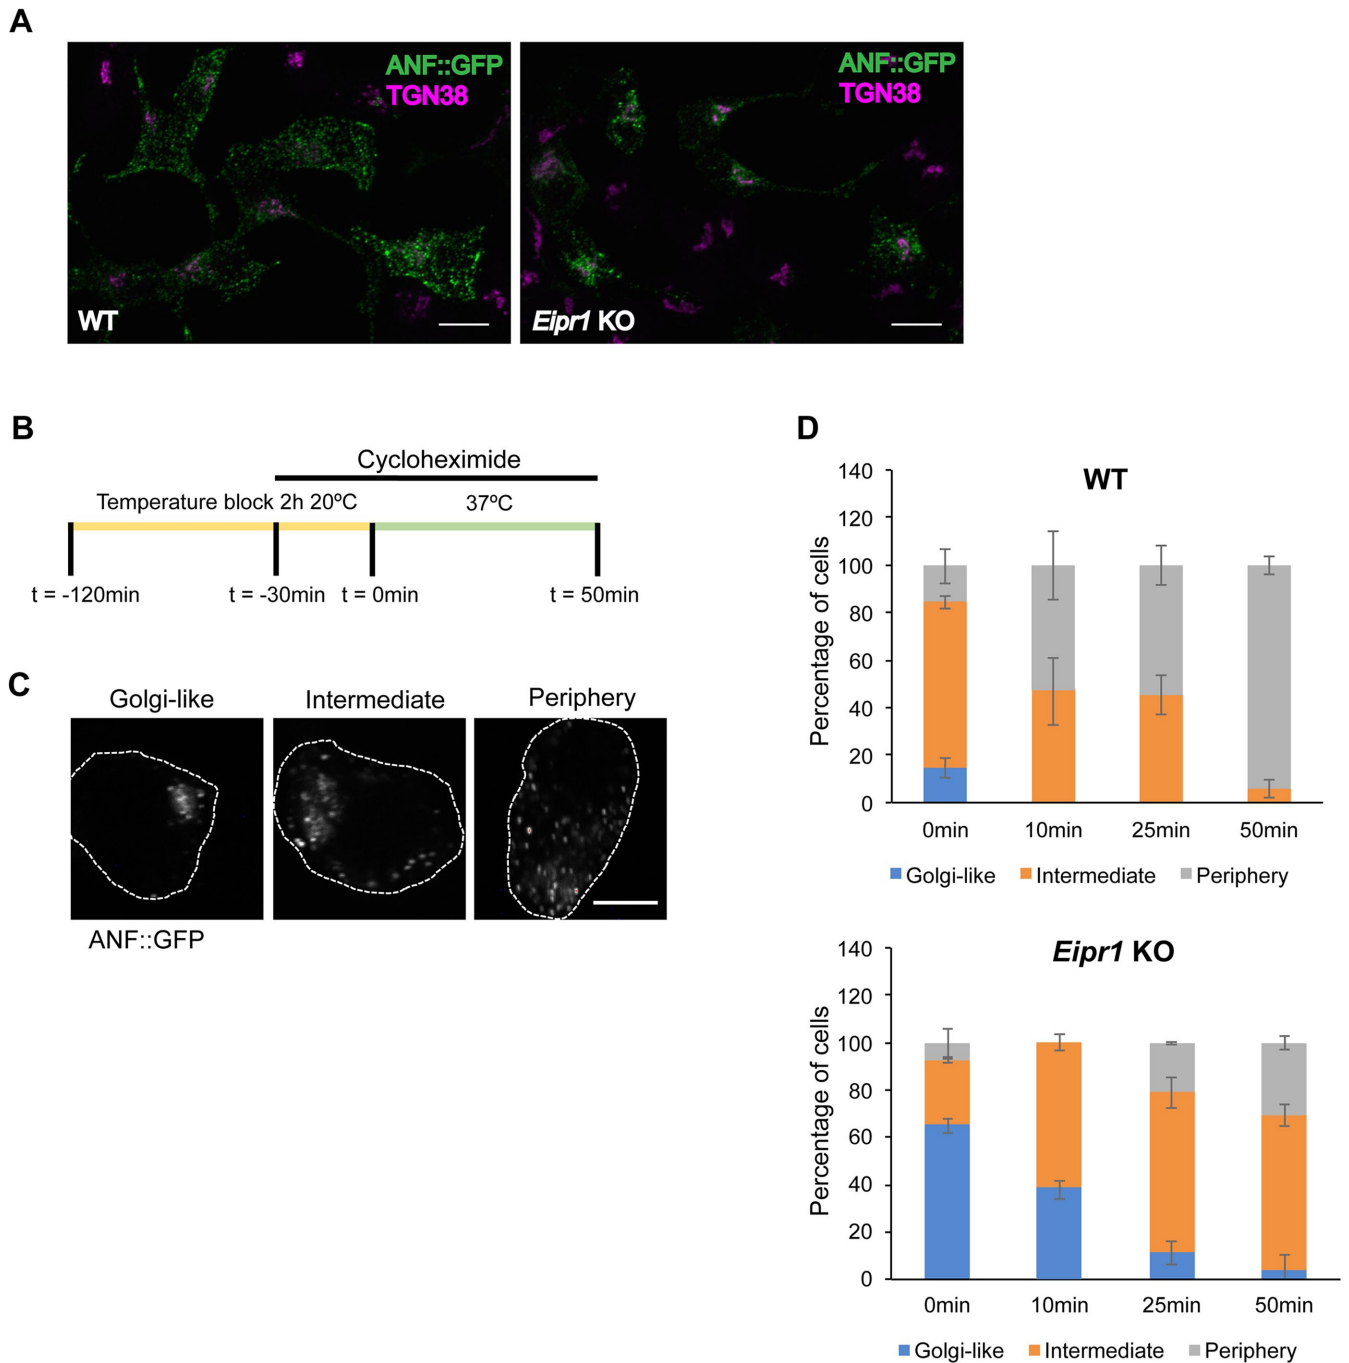 A
ANF::GFP
TGN38
WT
ANF::GFP
TGN38
Eipr1 KO
B
Cycloheximide
Temperature block 2h 20ºC
37ºC
t = -120min
t = -30min
t = 0min
t = 50min
C
Golgi-like
Intermediate
Periphery
ANF::GFP
D
WT
Percentage of cells
140
120
100
80
60
40
20
0
0min
10min
25min
50min
Golgi-like
Intermediate
Periphery
Eipr1 KO
Percentage of cells
140
120
100
80
60
40
20
0
0min
10min
25min
50min
Golgi-like
Intermediate
Periphery